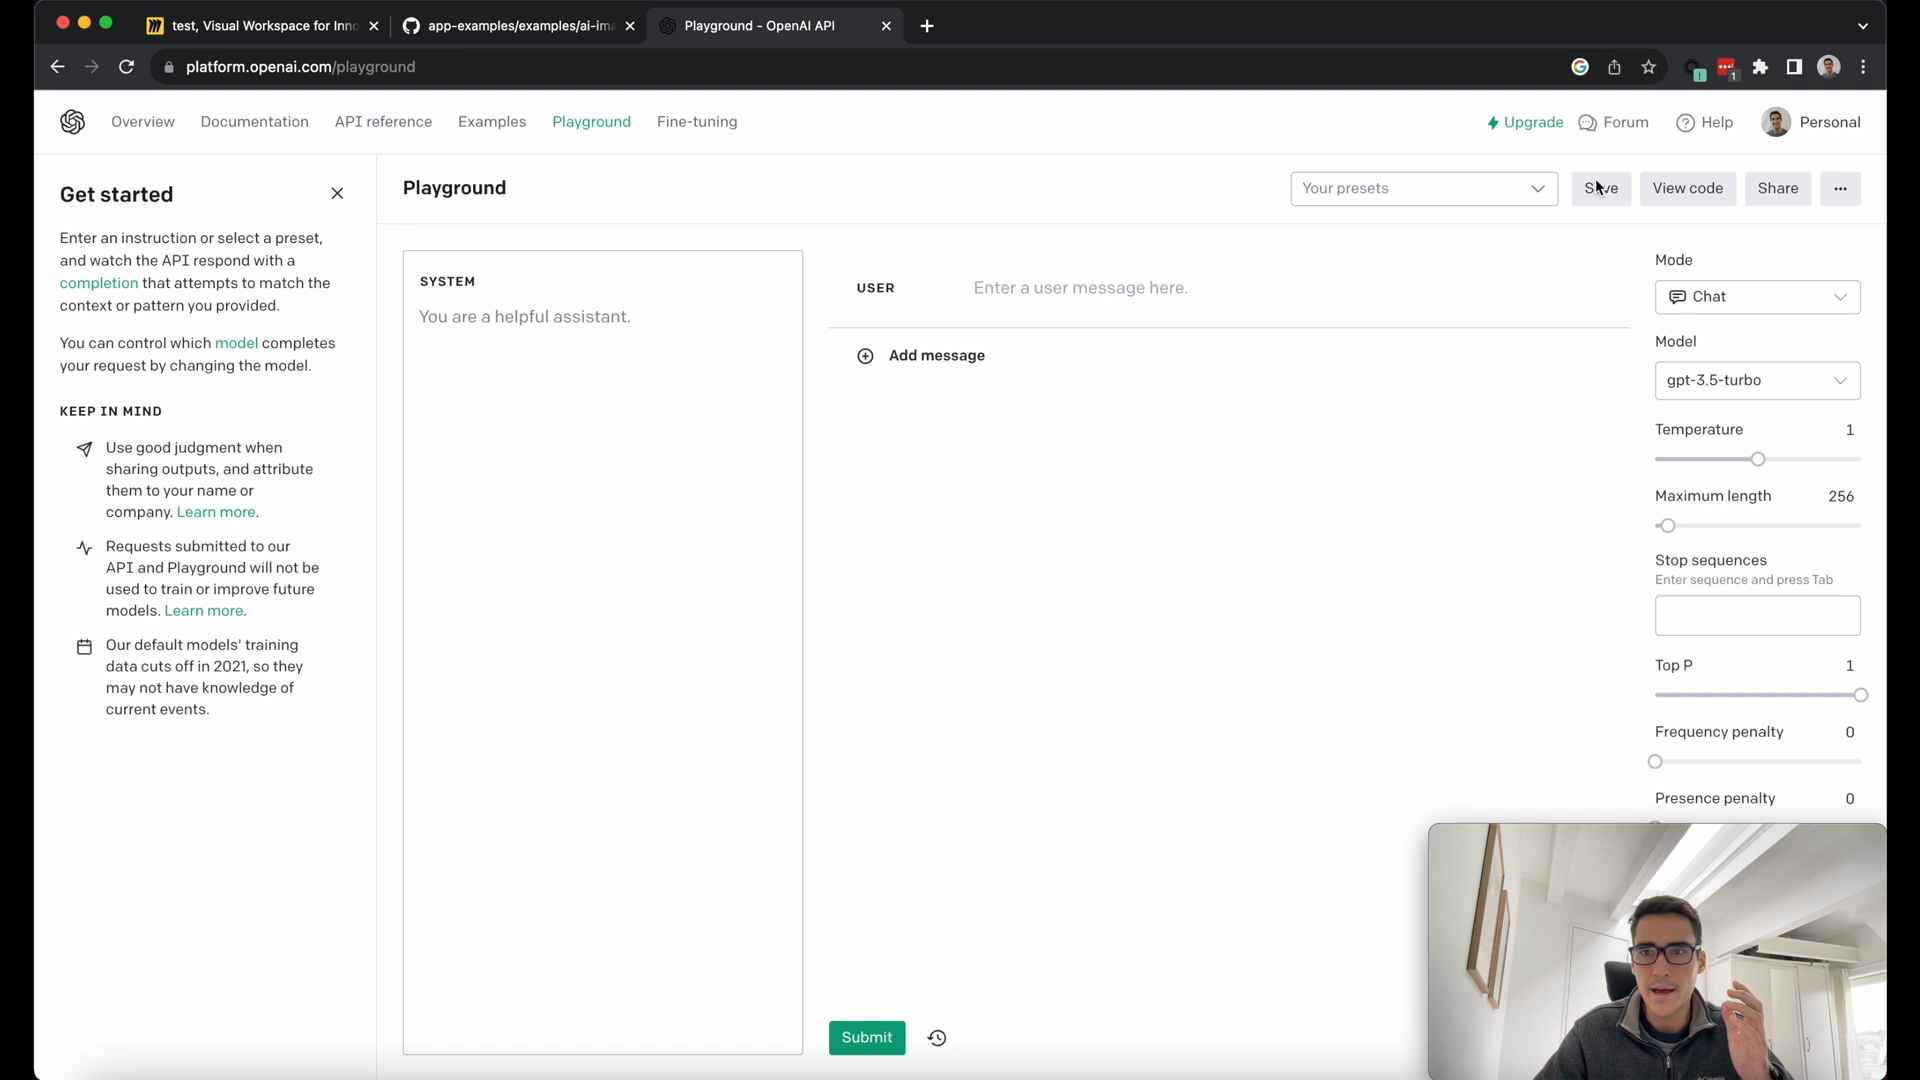 test, Visual Workspace for Inno
app-examples/examples/ai-ima
Playground - OpenAI API
platform.openai.com/playground
1
Overview
Documentation
API reference
Examples
Playground
Fine-tuning
Upgrade
Forum
Help
Personal
Get started
Enter an instruction or select a preset,
and watch the API respond with a
completion that attempts to match the
context or pattern you provided.
You can control which model completes
your request by changing the model.
KEEP IN MIND
Use good judgment when
sharing outputs, and attribute
them to your name or
company. Learn more.
Requests submitted to our
API and Playground will not be
used to train or improve future
models. Learn more.
Our default models' training
data cuts off in 2021, so they
may not have knowledge of
current events.
Playground
Your presets
Save
View code
Share
SYSTEM
You are a helpful assistant.
USER
Enter a user message here.
Add message
Submit
Mode
Chat
Model
gpt-3.5-turbo
Temperature 1
Maximum length 256
Stop sequences
Enter sequence and press Tab
Top P 1
Frequency penalty 0
Presence penalty 0